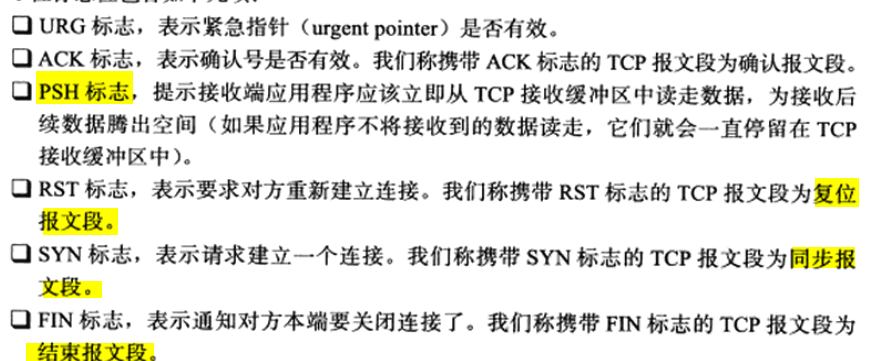 ❑ URG 标志，表示紧急指针（urgent pointer）是否有效。
❑ ACK 标志，表示确认号是否有效。我们称携带 ACK 标志的 TCP 报文段为确认报文段。
❑ PSH 标志，提示接收端应用程序应该立即从 TCP 接收缓冲区中读走数据，为接收后
续数据腾出空间（如果应用程序不将接收到的数据读走，它们就会一直停留在 TCP
接收缓冲区中）。
❑ RST 标志，表示要求对方重新建立连接。我们称携带 RST 标志的 TCP 报文段为复位
报文段。
❑ SYN 标志，表示请求建立一个连接。我们称携带 SYN 标志的 TCP 报文段为同步报
文段。
❑ FIN 标志，表示通知对方本端要关闭连接了。我们称携带 FIN 标志的 TCP 报文段为
结束报文段。